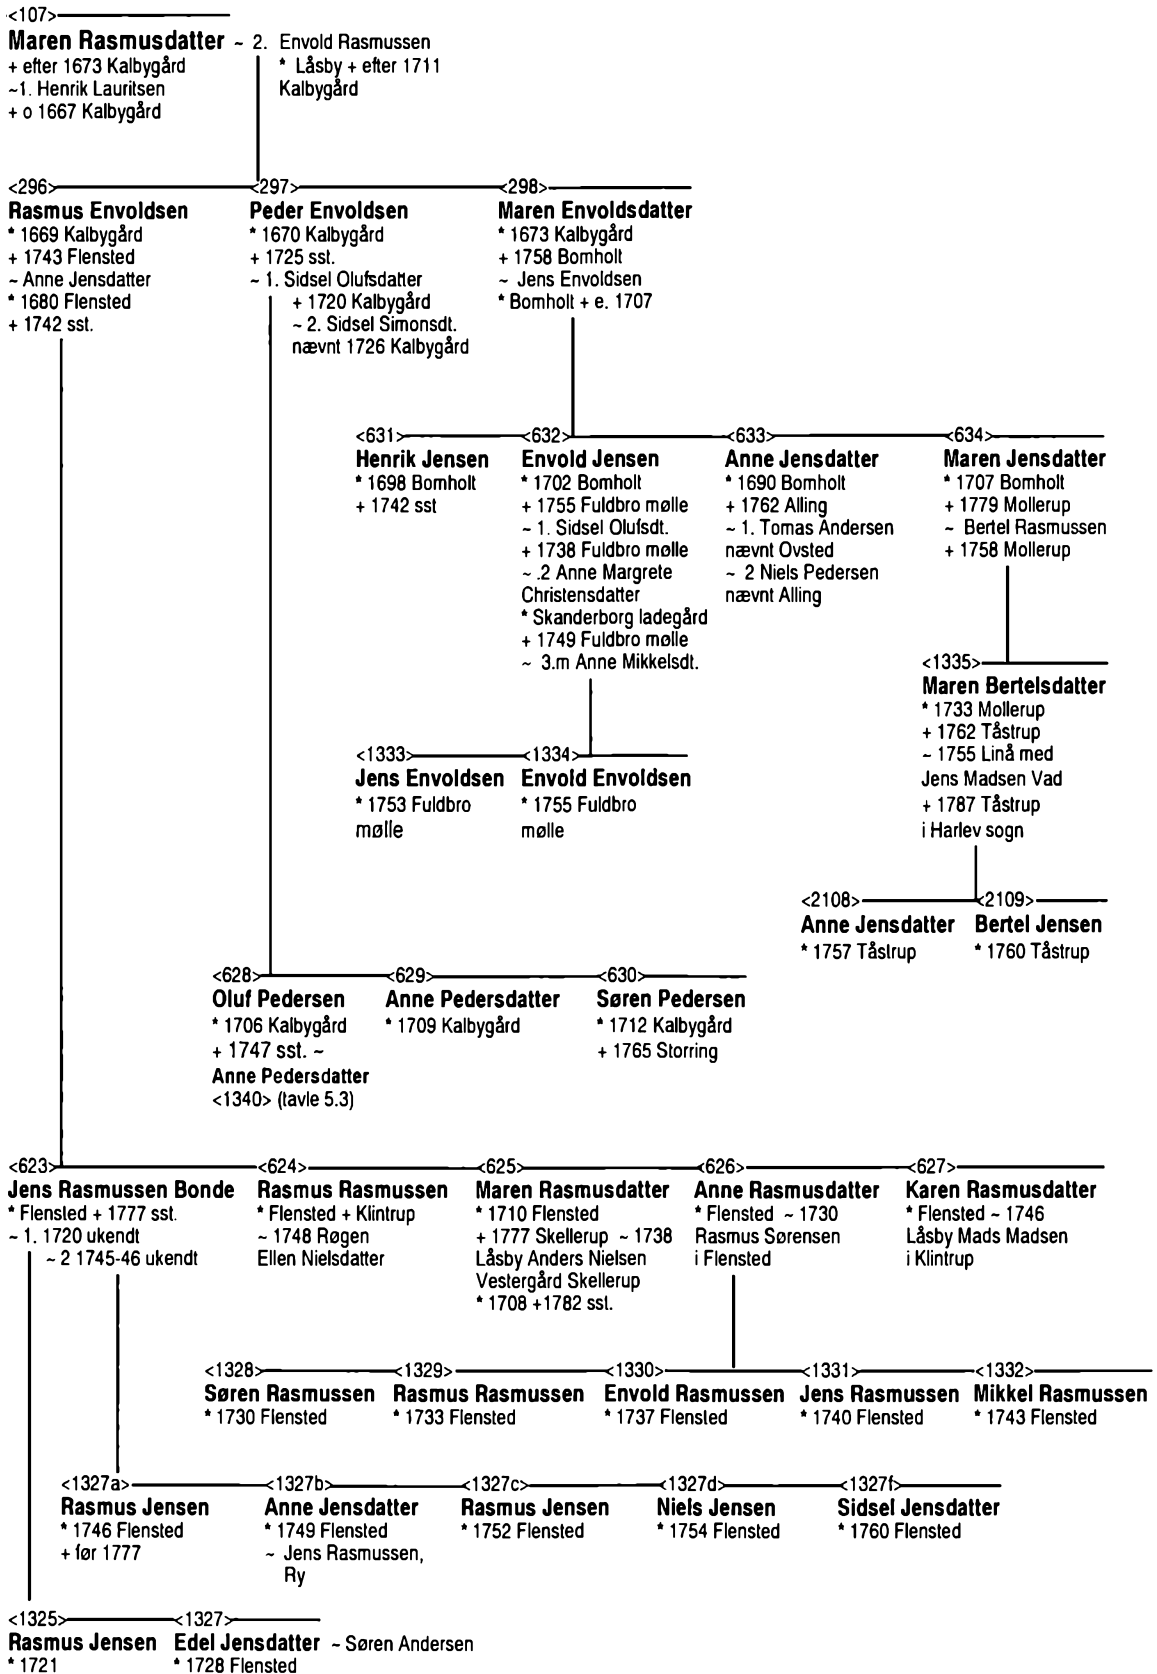 <107>
Maren Rasmusdatter ~ 2. Envold Rasmussen
+ efter 1673 Kalbygård
~1. Henrik Lauritsen
+ o 1667 Kalbygård
* Låsby + efter 1711
Kalbygård
<296>
Rasmus Envoldsen
* 1669 Kalbygård
+ 1743 Flensted
~ Anne Jensdatter
* 1680 Flensted
+ 1742 sst.
<297>
Peder Envoldsen
* 1670 Kalbygård
+ 1725 sst.
~ 1. Sidsel Olufsdatter
+ 1720 Kalbygård
~ 2. Sidsel Simonsdt.
nævnt 1726 Kalbygård
<298>
Maren Envoldsdatter
* 1673 Kalbygård
+ 1758 Bomholt
~ Jens Envoldsen
* Bomholt + e. 1707
<631>
Henrik Jensen
* 1698 Bomholt
+ 1742 sst
<632>
Envold Jensen
* 1702 Bomholt
+ 1755 Fuldbro mølle
~ 1. Sidsel Olufsdt.
+ 1738 Fuldbro mølle
~ .2 Anne Margrete
Christensdatter
* Skanderborg ladegård
+ 1749 Fuldbro mølle
~ 3.m Anne Mikkelsdt.
<633>
Anne Jensdatter
* 1690 Bomholt
+ 1762 Alling
~ 1. Tomas Andersen
nævnt Ovsted
~ 2 Niels Pedersen
nævnt Alling
<634>
Maren Jensdatter
* 1707 Bomholt
+ 1779 Mollerup
~ Bertel Rasmussen
+ 1758 Mollerup
<1335>
Maren Bertelsdatter
* 1733 Mollerup
+ 1762 Tåstrup
~ 1755 Linå med
Jens Madsen Vad
+ 1787 Tåstrup
i Harlev sogn
<1333>
Jens Envoldsen
* 1753 Fuldbro
mølle
<1334>
Envold Envoldsen
* 1755 Fuldbro
mølle
<2108>
Anne Jensdatter
* 1757 Tåstrup
<2109>
Bertel Jensen
* 1760 Tåstrup
<628>
Oluf Pedersen
* 1706 Kalbygård
+ 1747 sst. ~
Anne Pedersdatter
<1340> (tavle 5.3)
<629>
Anne Pedersdatter
* 1709 Kalbygård
<630>
Søren Pedersen
* 1712 Kalbygård
+ 1765 Storring
<623>
Jens Rasmussen Bonde
* Flensted + 1777 sst.
~ 1. 1720 ukendt
~ 2 1745-46 ukendt
<624>
Rasmus Rasmussen
* Flensted + Klintrup
~ 1748 Røgen
Ellen Nielsdatter
<625>
Maren Rasmusdatter
* 1710 Flensted
+ 1777 Skellerup ~ 1738
Låsby Anders Nielsen
Vestergård Skellerup
* 1708 +1782 sst.
<626>
Anne Rasmusdatter
* Flensted ~ 1730
Rasmus Sørensen
i Flensted
<627>
Karen Rasmusdatter
* Flensted ~ 1746
Låsby Mads Madsen
i Klintrup
<1328>
Søren Rasmussen
* 1730 Flensted
<1329>
Rasmus Rasmussen
* 1733 Flensted
<1330>
Envold Rasmussen
* 1737 Flensted
<1331>
Jens Rasmussen
* 1740 Flensted
<1332>
Mikkel Rasmussen
* 1743 Flensted
<1327a>
Rasmus Jensen
* 1746 Flensted
+ før 1777
<1327b>
Anne Jensdatter
* 1749 Flensted
~ Jens Rasmussen,
Ry
<1327c>
Rasmus Jensen
* 1752 Flensted
<1327d>
Niels Jensen
* 1754 Flensted
<1327f>
Sidsel Jensdatter
* 1760 Flensted
<1325>
Rasmus Jensen
* 1721
<1327>
Edel Jensdatter ~ Søren Andersen
* 1728 Flensted